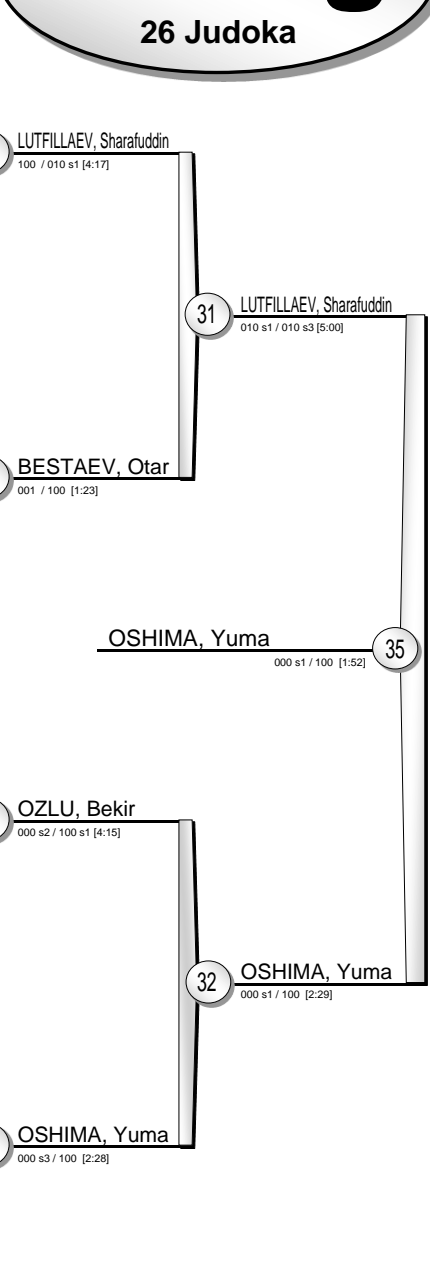 26 Judoka
LUTFILLAEV, Sharafuddin
100 / 010 s1 [4:17]
31
LUTFILLAEV, Sharafuddin
010 s1 / 010 s3 [5:00]
BESTAEV, Otar
001 / 100 [1:23]
OSHIMA, Yuma
000 s1 / 100 [1:52]
35
OZLU, Bekir
000 s2 / 100 s1 [4:15]
32
OSHIMA, Yuma
000 s1 / 100 [2:29]
OSHIMA, Yuma
000 s3 / 100 [2:28]